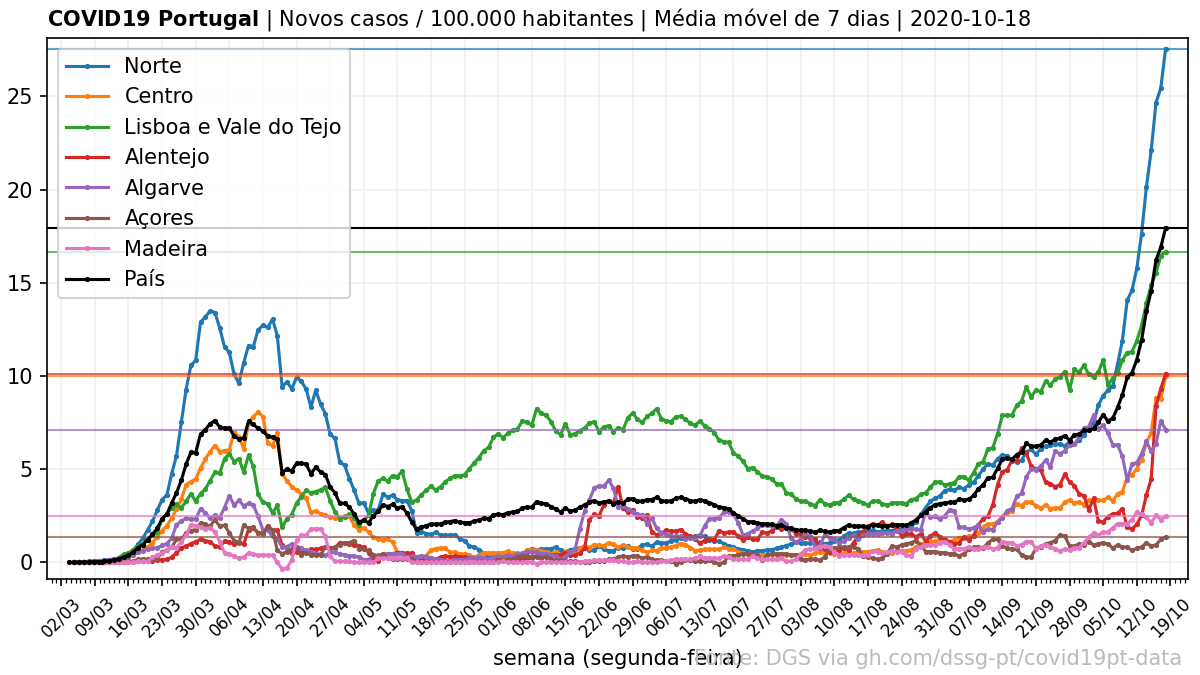 COVID19 Portugal | Novos casos / 100.000 habitantes | Média móvel de 7 dias | 2020-10-18
Norte
Centro
Lisboa e Vale do Tejo
Alentejo
Algarve
Açores
Madeira
País
25
20
15
10
5
0
02/03 09/03 16/03 23/03 30/03 06/04 13/04 20/04 27/04 04/05 11/05 18/05 25/05 01/06 08/06 15/06 22/06 29/06 06/07 13/07 20/07 27/07 03/08 10/08 17/08 24/08 31/08 07/09 14/09 21/09 28/09 05/10 12/10 19/10
semana (segunda-feira)
Fonte: DGS via gh.com/dssg-pt/covid19pt-data